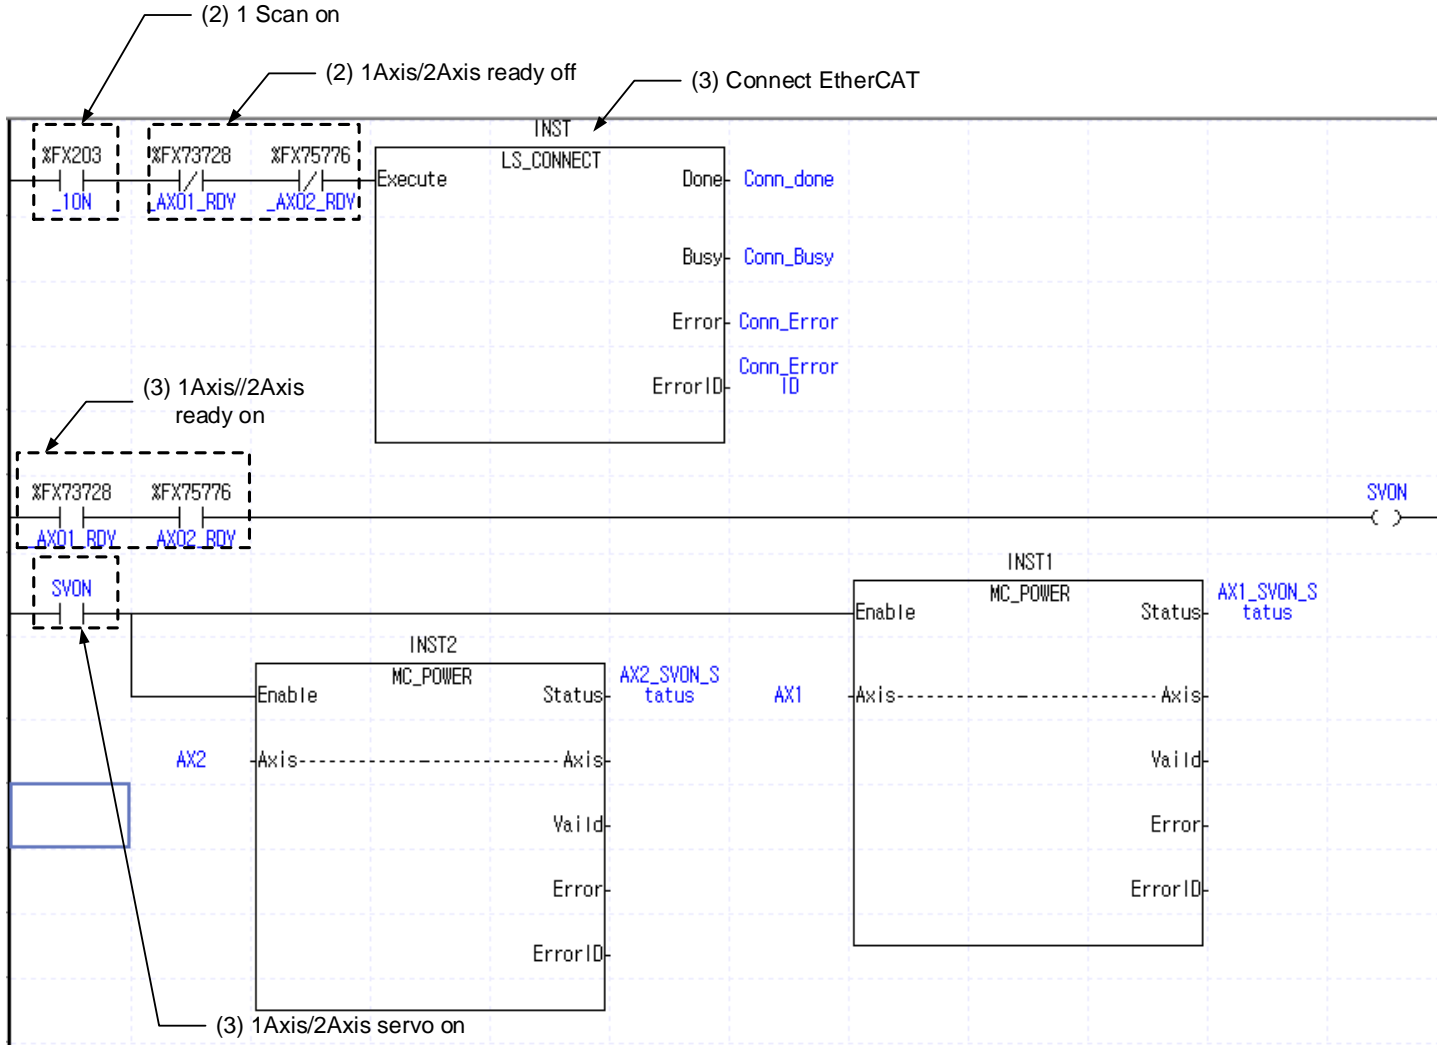 (2) 1 Scan on
(2) 1Axis/2Axis ready off
(3) Connect EtherCAT
INST
%FX203 %FX73728 %FX75776 LS_CONNECT
Execute Done Conn_done
_1ON _AX01_RDY _AX02_RDY
Busy Conn_Busy
Error Conn_Error
Conn_Error
ErrorID ID
(3) 1Axis//2Axis
ready on
%FX73728 %FX75776 SVON
_AX01_RDY _AX02_RDY
INST1
SVON MC_POWER AX1_SVON_S
Enable Status tatus
INST2
MC_POWER AX2_SVON_S
Enable Status tatus AX1 Axis Axis
AX2 Axis Axis Vaild
Vaild Error
Error ErrorID
ErrorID
(3) 1Axis/2Axis servo on